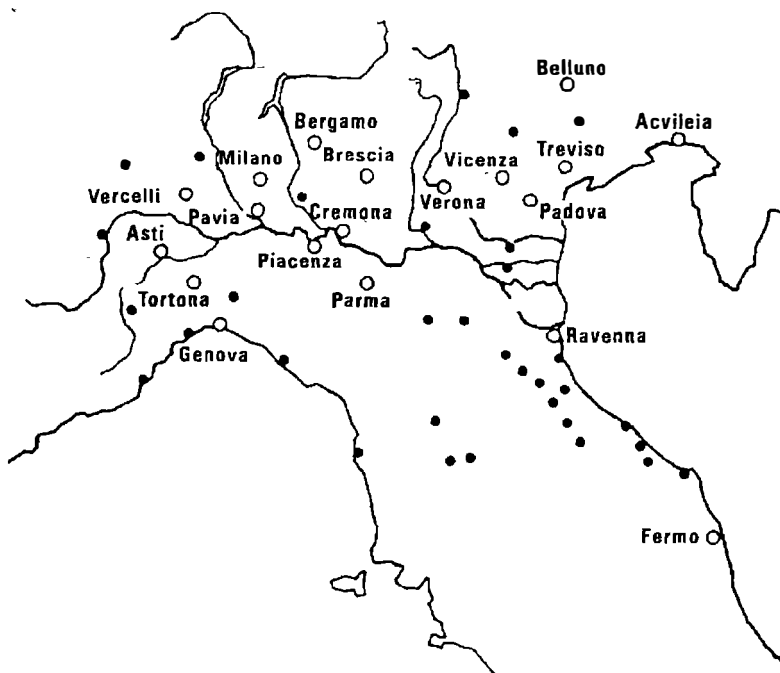 Belluno
Bergamo
Acvileia
Milano
Brescia
Vicenza
Treviso
Vercelli
Pavia
Cremona
Verona
Padova
Asti
Piacenza
Tortona
Parma
Genova
Ravenna
Fermo